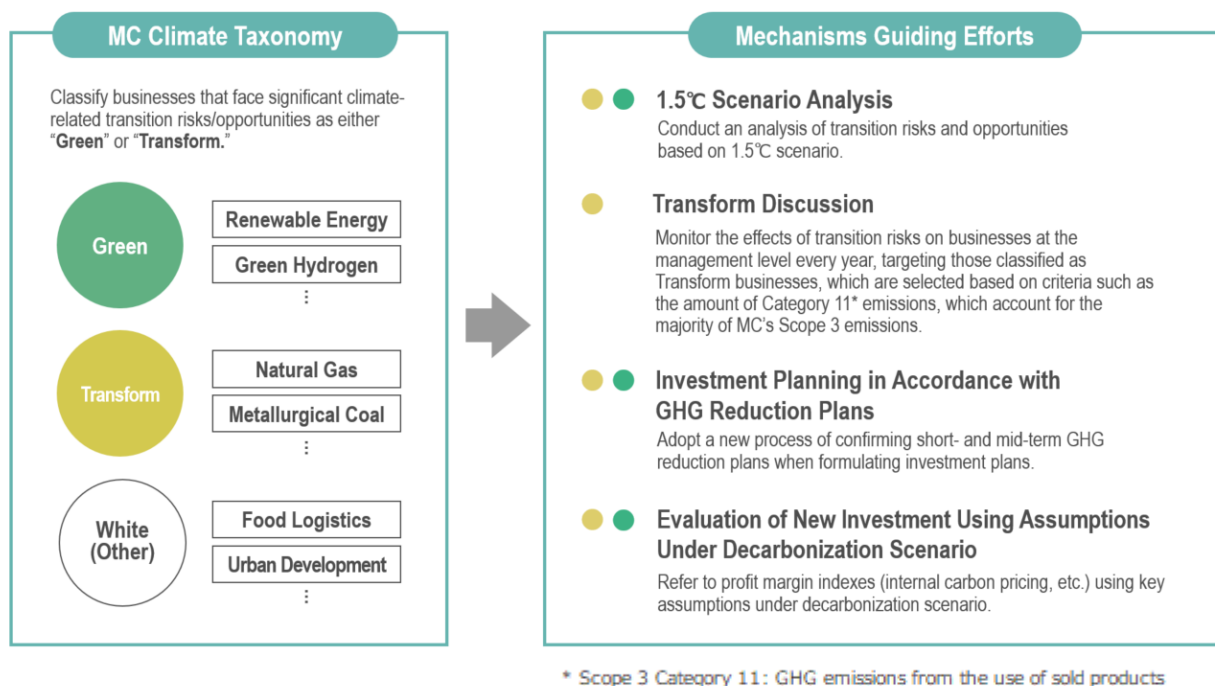 MC Climate Taxonomy
Classify businesses that face significant climate-
related transition risks/opportunities as either
“Green” or “Transform.”
Green
Renewable Energy
Green Hydrogen
⋮
Transform
Natural Gas
Metallurgical Coal
⋮
White
(Other)
Food Logistics
Urban Development
⋮
Mechanisms Guiding Efforts
1.5℃ Scenario Analysis
Conduct an analysis of transition risks and opportunities
based on 1.5℃ scenario.
Transform Discussion
Monitor the effects of transition risks on businesses at the
management level every year, targeting those classified as
Transform businesses, which are selected based on criteria such as
the amount of Category 11* emissions, which account for the
majority of MC’s Scope 3 emissions.
Investment Planning in Accordance with
GHG Reduction Plans
Adopt a new process of confirming short- and mid-term GHG
reduction plans when formulating investment plans.
Evaluation of New Investment Using Assumptions
Under Decarbonization Scenario
Refer to profit margin indexes (internal carbon pricing, etc.) using key
assumptions under decarbonization scenario.
* Scope 3 Category 11: GHG emissions from the use of sold products